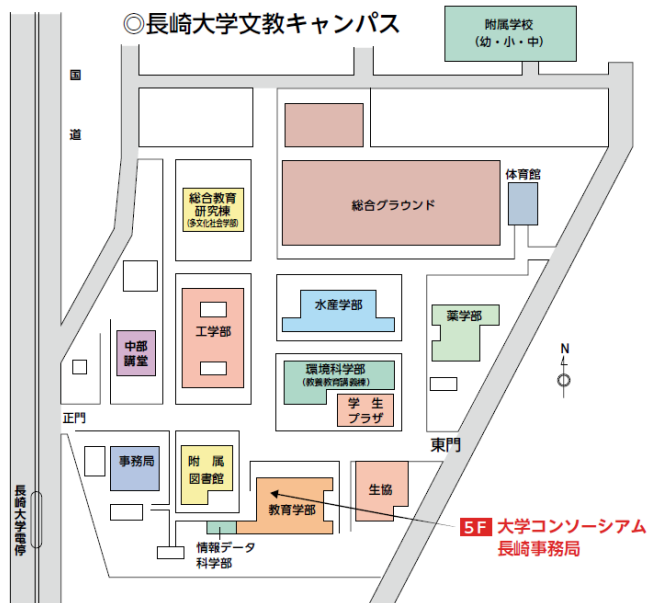 ◎長崎大学文教キャンパス
附属学校
(幼・小・中)
国
道
体育館
総合教育
研究棟
(多文化社会学部)
総合グラウンド
水産学部
工学部
薬学部
中部
講堂
環境科学部
(教養教育講義棟)
学 生
プラザ
N
正門
東門
事務局
附 属
図書館
生協
教育学部
長崎大学電停
情報データ
科学部
5F 大学コンソーシアム
長崎事務局